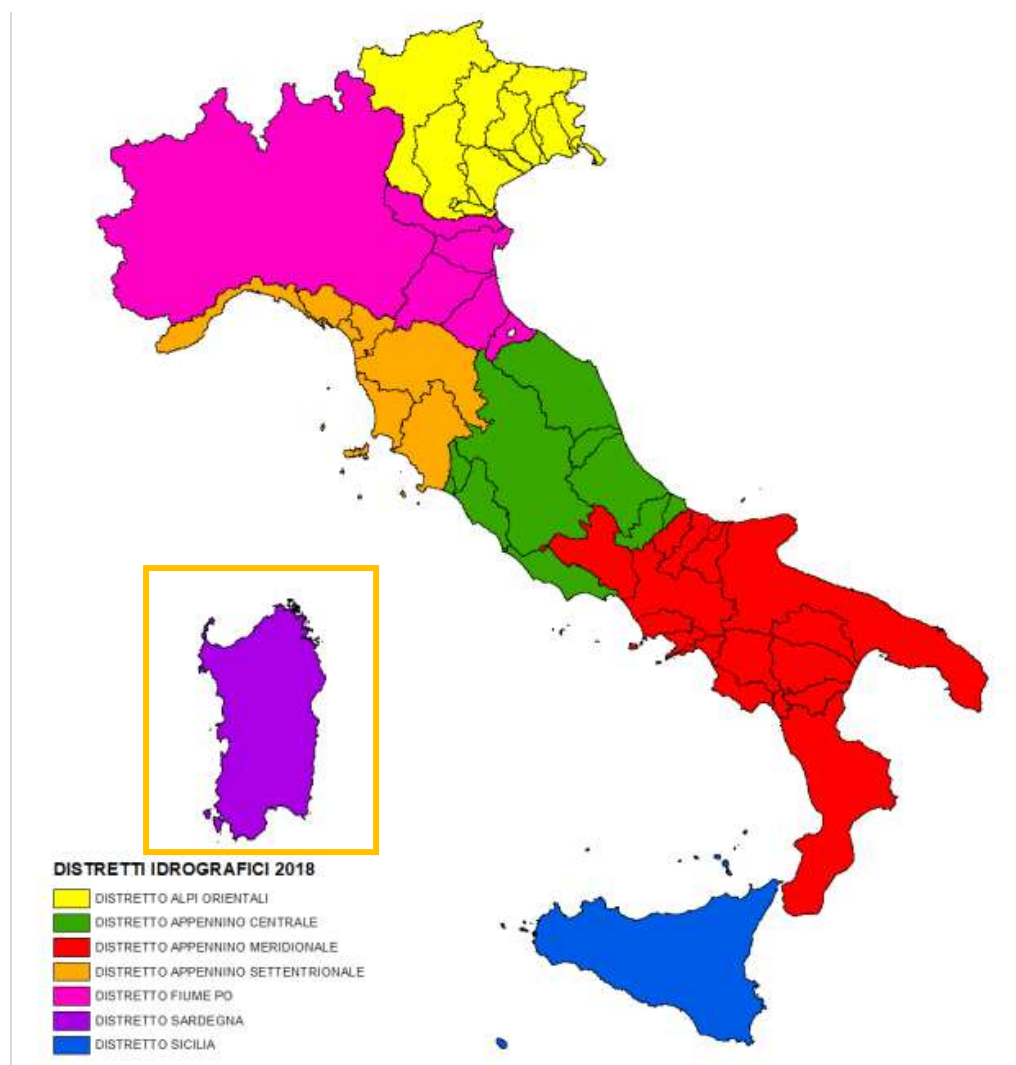 DISTRETTI IDROGRAFICI 2018
DISTRETTO ALPI ORIENTALI
DISTRETTO APPENNINO CENTRALE
DISTRETTO APPENNINO MERIDIONALE
DISTRETTO APPENNINO SETTENTRIONALE
DISTRETTO FIUME PO
DISTRETTO SARDEGNA
DISTRETTO SICILIA